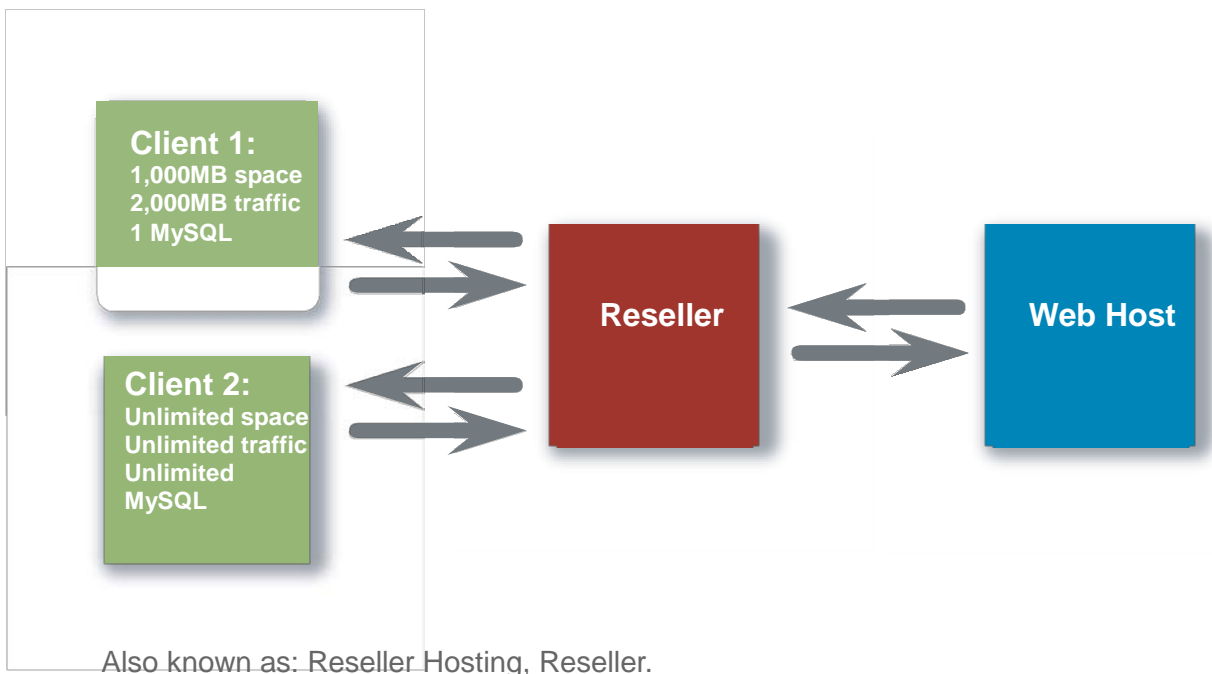 Client 1:
1,000MB space
2,000MB traffic
1 MySQL
Client 2:
Unlimited space
Unlimited traffic
Unlimited
MySQL
Reseller
Web Host
Also known as: Reseller Hosting, Reseller.